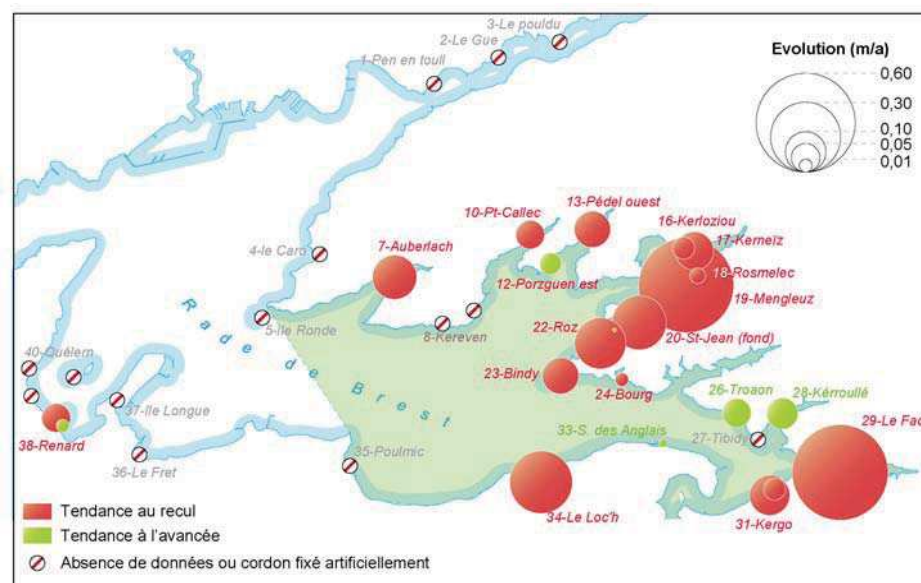 3-Le pouldu
2-Le Gue
1-Pen en toull
Evolution (m/a)
0,60
0,30
0,10
0,05
0,01
13-Pédel ouest
10-Pt-Callec
16-Kerloziou
17-Kerneïz
4-le Caro
7-Auberlach
12-Porzguen est
18-Rosmelec
19-Mengleuz
5-Ile Ronde
8-Kereven
22-Roz
20-St-Jean (fond)
Rade de Brest
40-Quélern
23-Bindy
24-Bourg
26-Troaon
28-Kérroullé
37-Ile Longue
29-Le Fao
33-S. des Anglais
27-Tibidy
38-Renard
36-Le Fret
35-Poulmic
34-Le Loc'h
31-Kergo
Tendance au recul
Tendance à l'avancée
Absence de données ou cordon fixé artificiellement